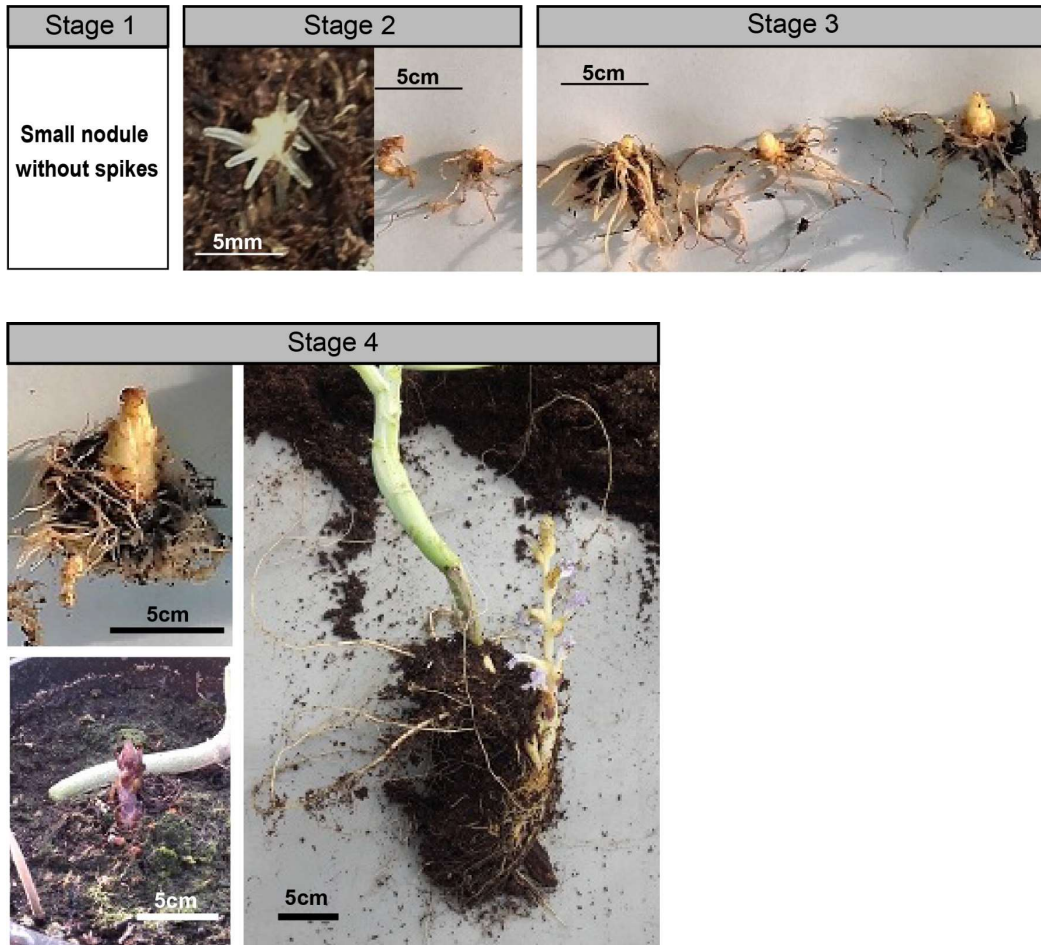 Stage 1
Small nodule
without spikes
Stage 2
5mm
5cm
Stage 3
5cm
Stage 4
5cm
5cm
5cm